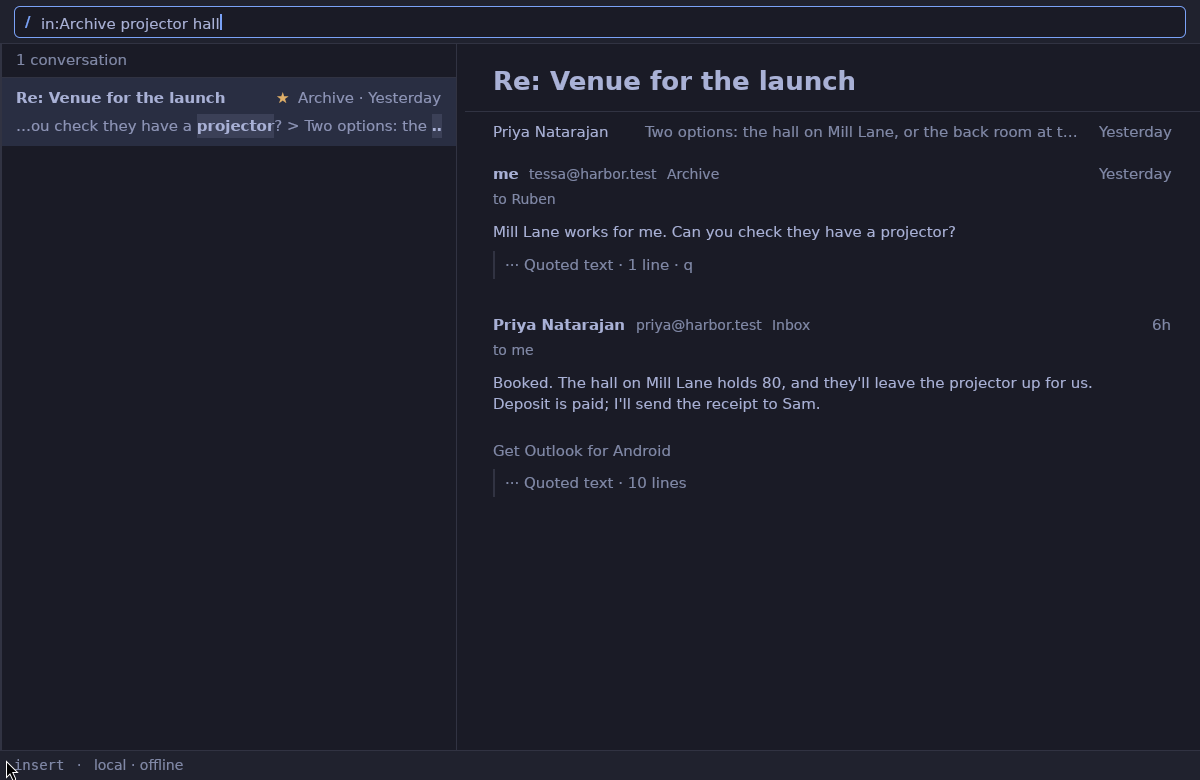 / in:Archive projector hall
1 conversation
Re: Venue for the launch ★ Archive · Yesterday
…ou check they have a projector? > Two options: the ..
Re: Venue for the launch
Priya Natarajan Two options: the hall on Mill Lane, or the back room at t… Yesterday
me tessa@harbor.test Archive Yesterday
to Ruben
Mill Lane works for me. Can you check they have a projector?
··· Quoted text · 1 line · q
Priya Natarajan priya@harbor.test Inbox 6h
to me
Booked. The hall on Mill Lane holds 80, and they'll leave the projector up for us.
Deposit is paid; I'll send the receipt to Sam.
Get Outlook for Android
··· Quoted text · 10 lines
insert · local · offline